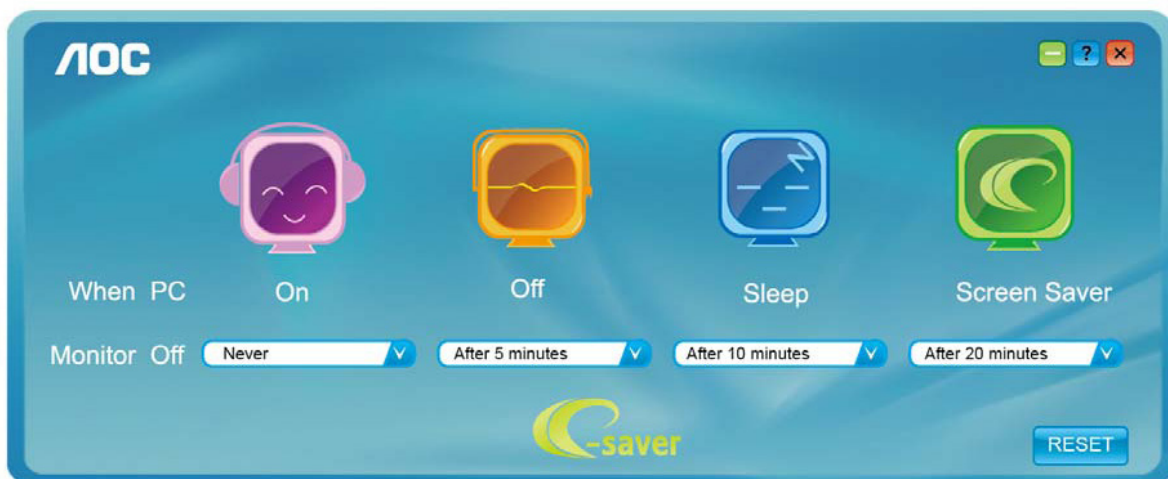 AOC
?
Z
When PC On Off Sleep Screen Saver
Monitor Off Never After 5 minutes After 10 minutes After 20 minutes
e-saver
RESET